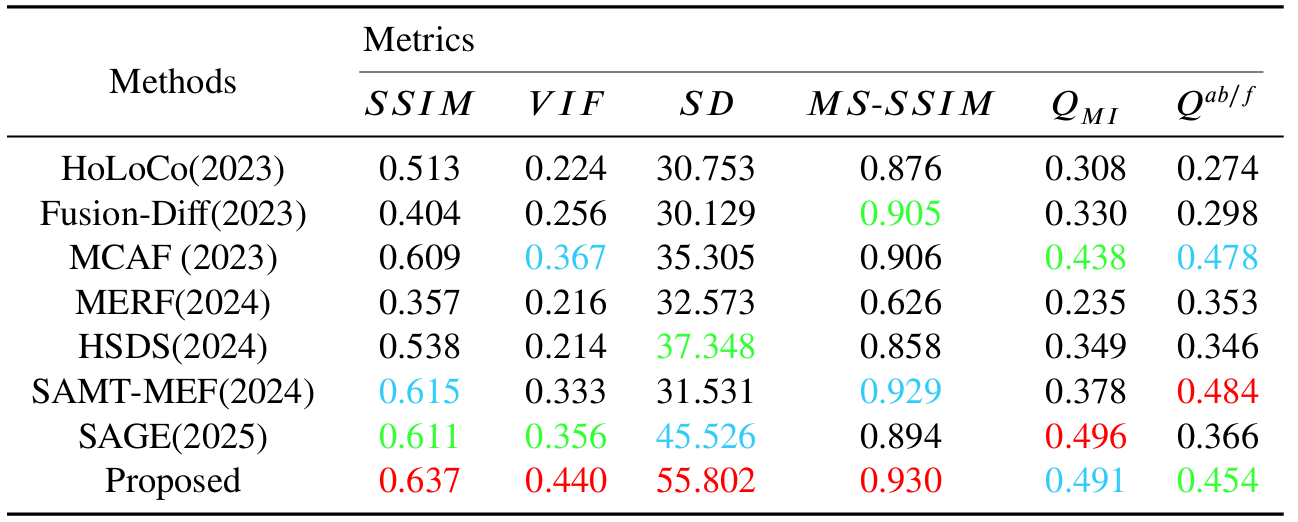 Metrics
Methods
SSIM VIF SD MS-SSIM Q_MI Q^ab/f
HoLoCo(2023) 0.513 0.224 30.753 0.876 0.308 0.274
Fusion-Diff(2023) 0.404 0.256 30.129 0.905 0.330 0.298
MCAF (2023) 0.609 0.367 35.305 0.906 0.438 0.478
MERF(2024) 0.357 0.216 32.573 0.626 0.235 0.353
HSDS(2024) 0.538 0.214 37.348 0.858 0.349 0.346
SAMT-MEF(2024) 0.615 0.333 31.531 0.929 0.378 0.484
SAGE(2025) 0.611 0.356 45.526 0.894 0.496 0.366
Proposed 0.637 0.440 55.802 0.930 0.491 0.454